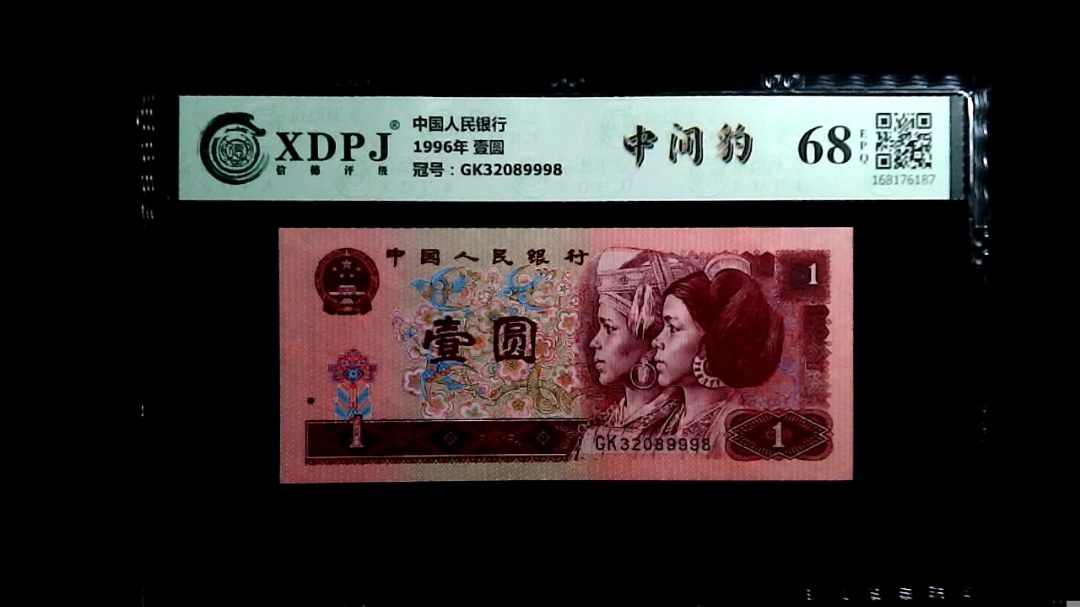 XDPJ®
信德评级
中国人民银行
1996年 壹圆
冠号：GK32089998
中间豹
68
EPQ
168176187
中国人民银行
1
壹圆
1
GK32089998
1